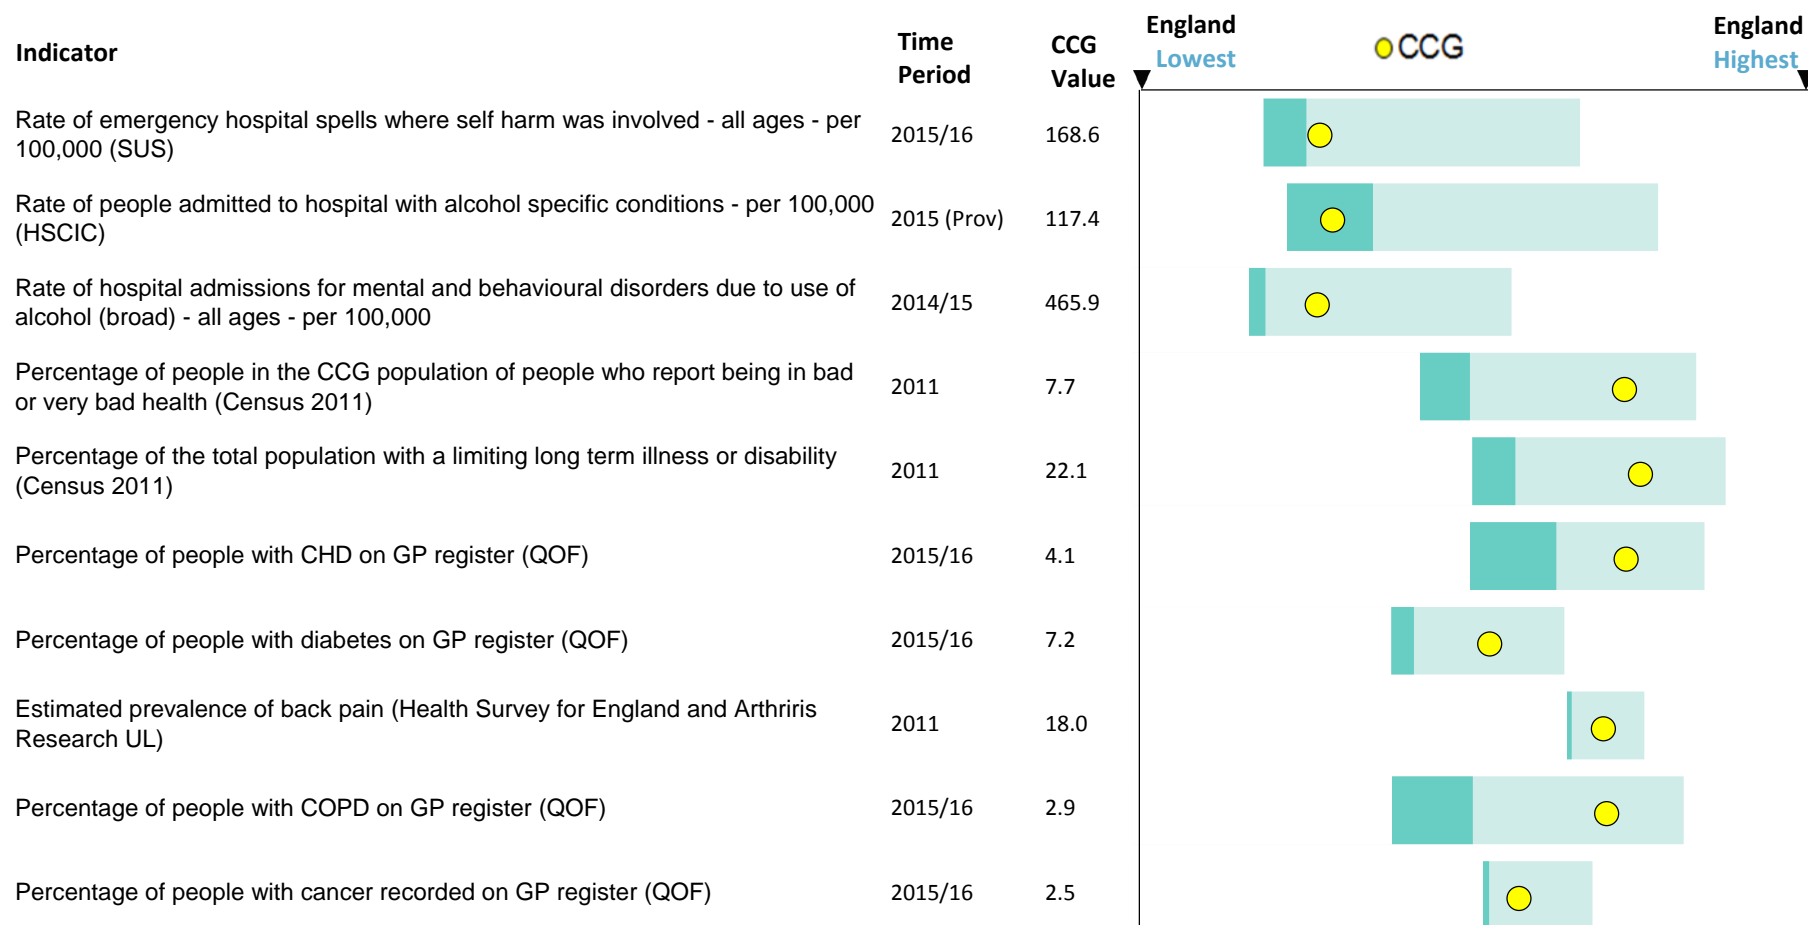 Indicator
Time
Period
CCG
Value
England
Lowest
CCG
England
Highest
Rate of emergency hospital spells where self harm was involved - all ages - per
100,000 (SUS)
2015/16
168.6
Rate of people admitted to hospital with alcohol specific conditions - per 100,000
(HSCIC)
2015 (Prov)
117.4
Rate of hospital admissions for mental and behavioural disorders due to use of
alcohol (broad) - all ages - per 100,000
2014/15
465.9
Percentage of people in the CCG population of people who report being in bad
or very bad health (Census 2011)
2011
7.7
Percentage of the total population with a limiting long term illness or disability
(Census 2011)
2011
22.1
Percentage of people with CHD on GP register (QOF)
2015/16
4.1
Percentage of people with diabetes on GP register (QOF)
2015/16
7.2
Estimated prevalence of back pain (Health Survey for England and Arthriris
Research UL)
2011
18.0
Percentage of people with COPD on GP register (QOF)
2015/16
2.9
Percentage of people with cancer recorded on GP register (QOF)
2015/16
2.5